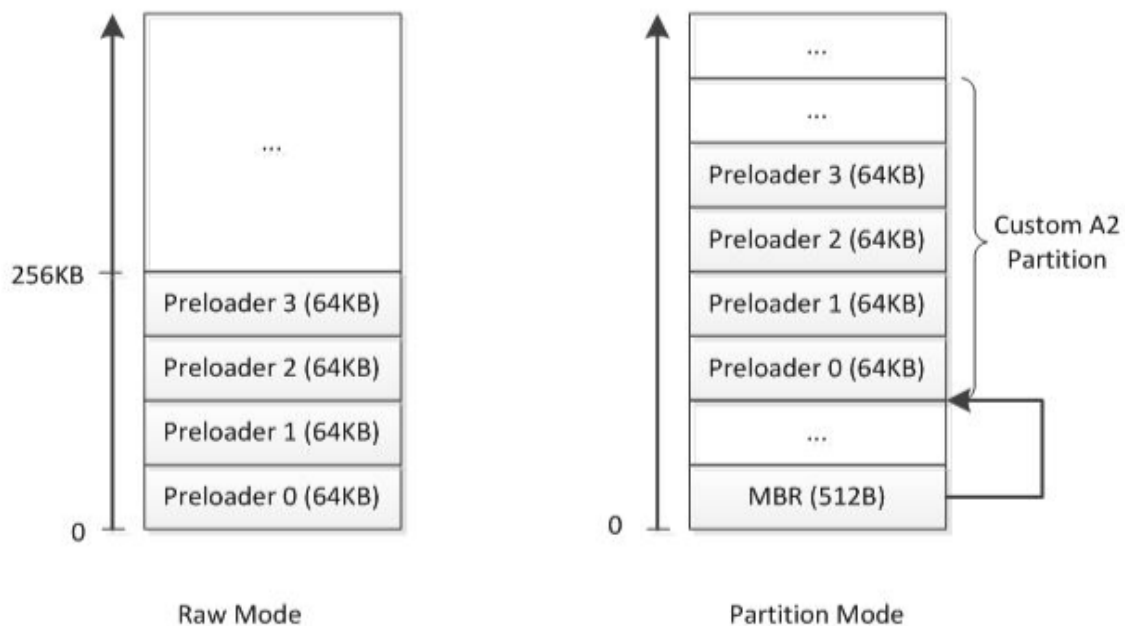 ...
256KB
Preloader 3 (64KB)
Preloader 2 (64KB)
Preloader 1 (64KB)
Preloader 0 (64KB)
0
Raw Mode
...
...
Preloader 3 (64KB)
Preloader 2 (64KB)
Preloader 1 (64KB)
Preloader 0 (64KB)
...
MBR (512B)
0
Custom A2
Partition
Partition Mode